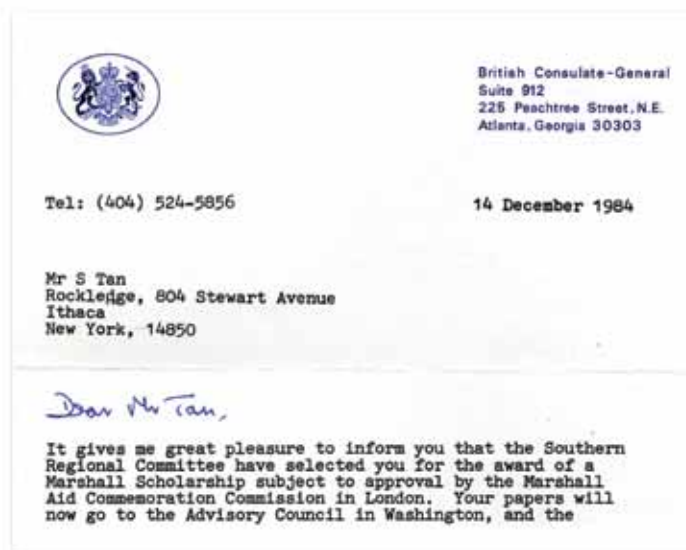 British Consulate-General
Suite 912
225 Peachtree Street, N.E.
Atlanta, Georgia 30303
Tel: (404) 524-5856
14 December 1984
Mr S Tan
Rockledge, 804 Stewart Avenue
Ithaca
New York, 14850
Dear Mr Tan,
It gives me great pleasure to inform you that the Southern
Regional Committee have selected you for the award of a
Marshall Scholarship subject to approval by the Marshall
Aid Commemoration Commission in London. Your papers will
now go to the Advisory Council in Washington, and the